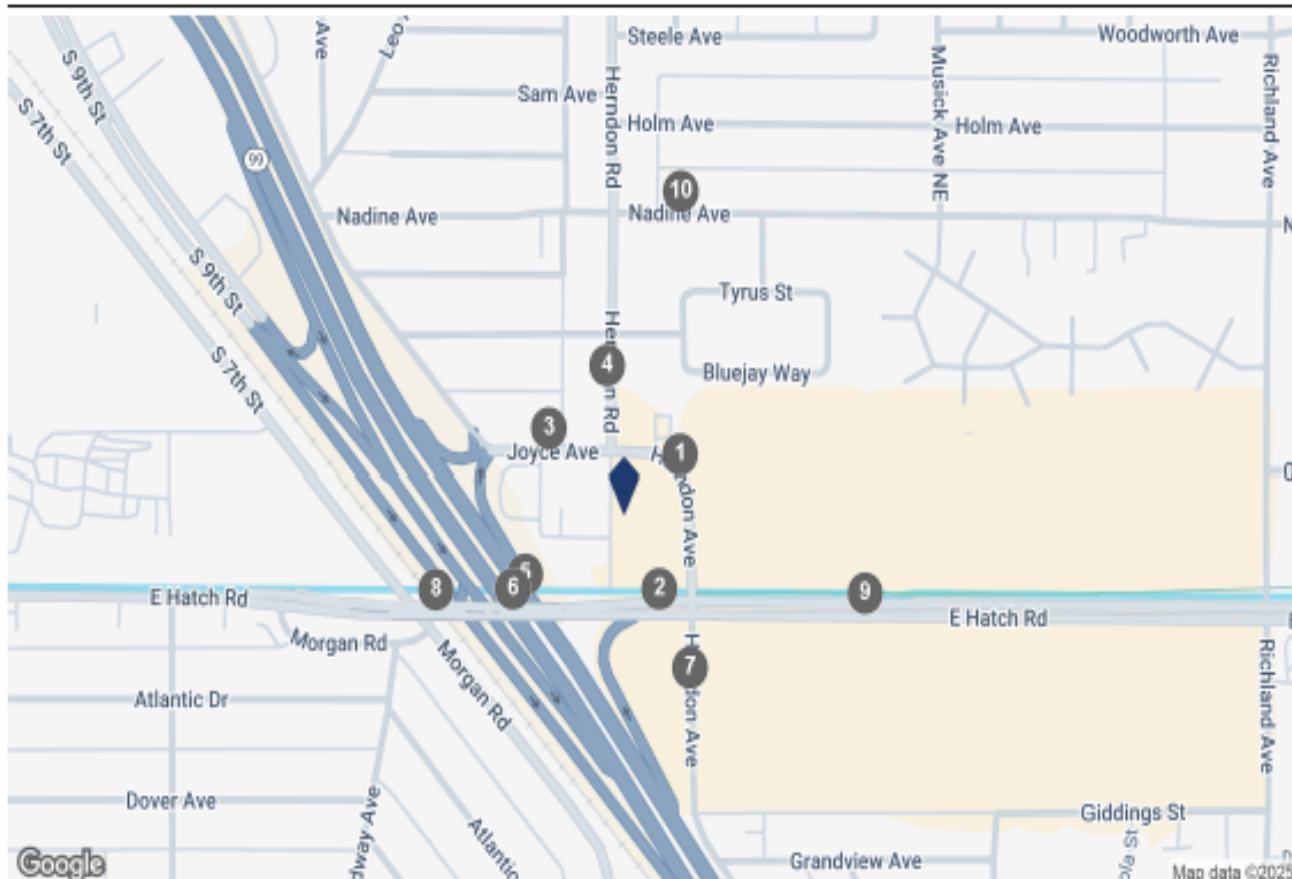 Steele Ave
Woodworth Ave
Ave
S 9th St
Herndon Rd
Musick Ave NE
Richland Ave
Sam Ave
S 7th St
Holm Ave
Holm Ave
99
10
Nadine Ave
Nadine Ave
S 9th St
Tyrus St
S 7th St
4
Bluejay Way
3
Joyce Ave
1
8
6
2
9
E Hatch Rd
E Hatch Rd
Morgan Rd
7
Morgan Rd
Richland Ave
Atlantic Dr
Dover Ave
Giddings St
Atlantic
Grandview Ave
Google
Map data ©2025